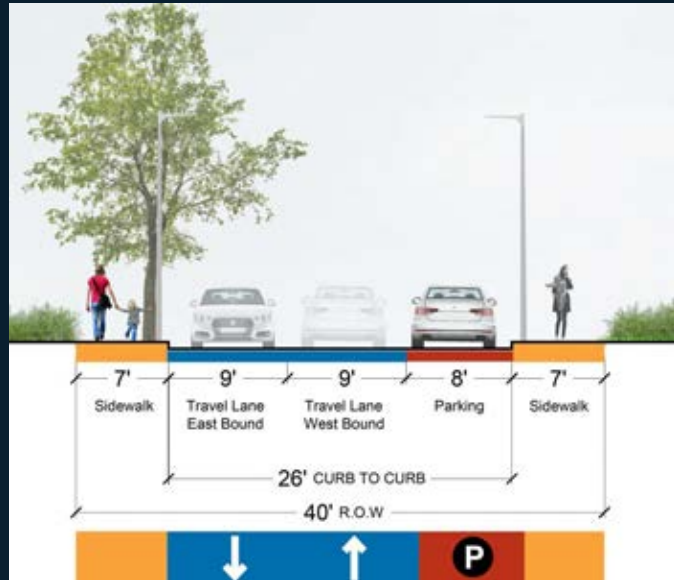 7' 9' 9' 8' 7'
Sidewalk
Travel Lane
East Bound
Travel Lane
West Bound
Parking
Sidewalk
26' CURB TO CURB
40' R.O.W
P